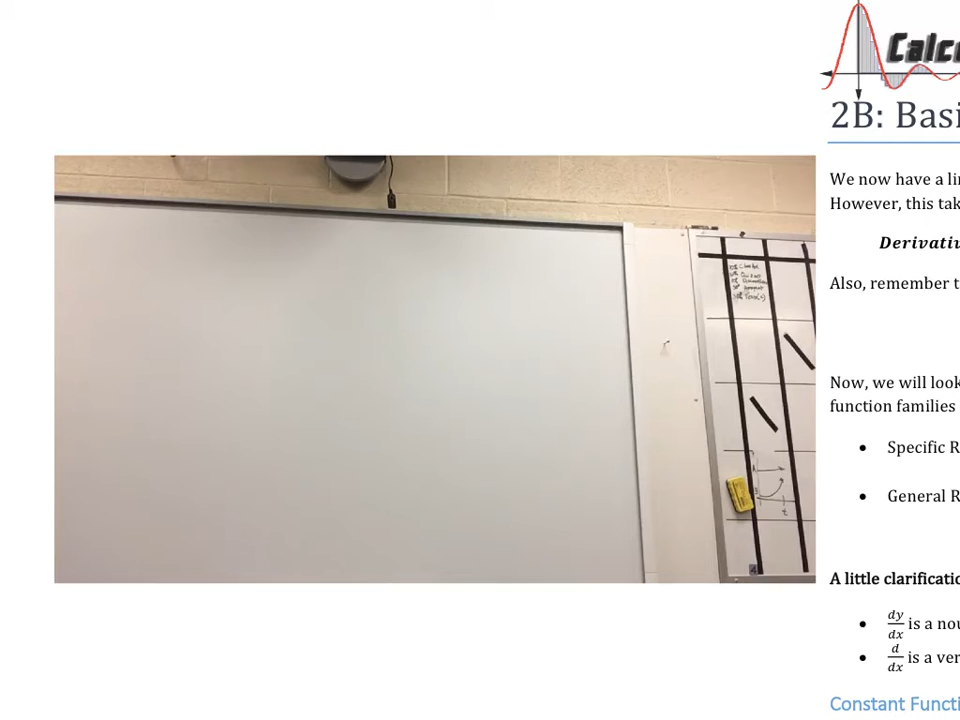 Calc
2B: Basi
We now have a li
However, this tak
Derivativ
Also, remember t
Now, we will look
function families
• Specific R
• General R
A little clarificatio
• dy/dx is a nou
• d/dx is a ver
Constant Functi